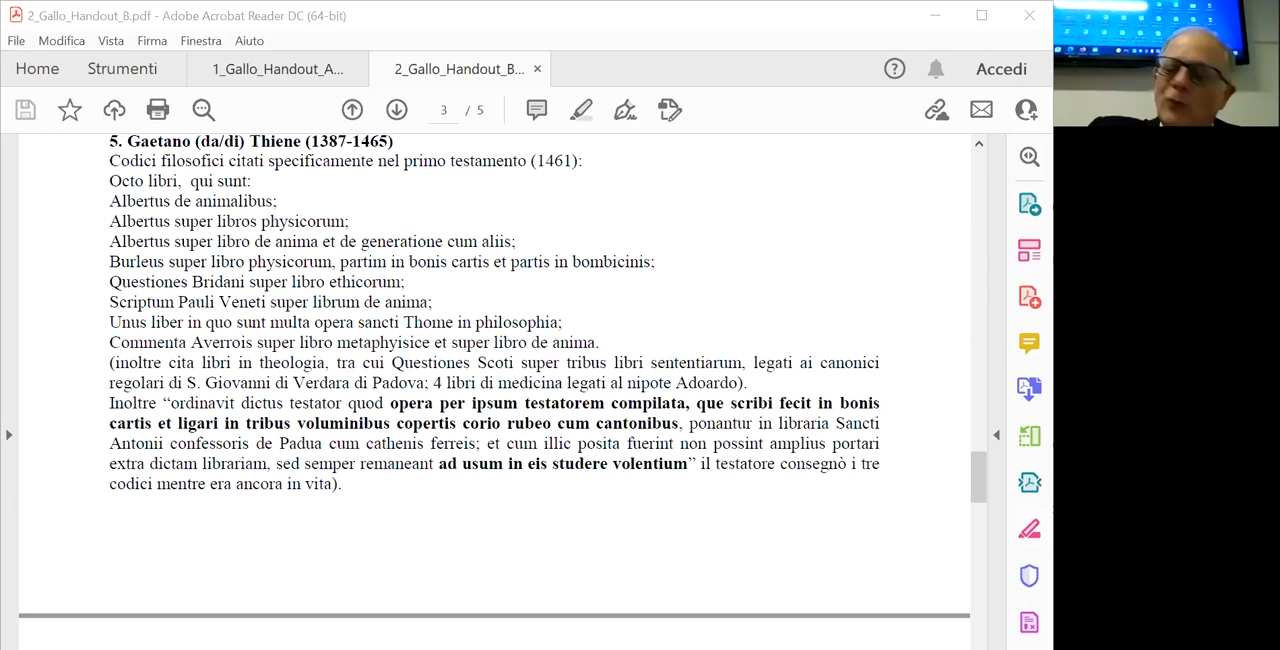 2_Gallo_Handout_B.pdf - Adobe Acrobat Reader DC (64-bit)
File Modifica Vista Firma Finestra Aiuto
Home Strumenti 1_Gallo_Handout_A... 2_Gallo_Handout_B... × Accedi
3 / 5
5. Gaetano (da/di) Thiene (1387-1465)
Codici filosofici citati specificamente nel primo testamento (1461):
Octo libri, qui sunt:
Albertus de animalibus;
Albertus super libros physicorum;
Albertus super libro de anima et de generatione cum aliis;
Burleus super libro physicorum partim in bonis cartis et partis in bombicinis;
Questiones Bridani super libro ethicorum;
Scriptum Pauli Veneti super librum de anima;
Unus liber in quo sunt multa opera sancti Thome in philosophia;
Commenta Averrois super libro metaphyisice et super libro de anima.
(inoltre cita libri in theologia, tra cui Questiones Scoti super tribus libri sententiarum, legati ai canonici
regolari di S. Giovanni di Verdara di Padova; 4 libri di medicina legati al nipote Adoardo).
Inoltre “ordinavit dictus testator quod opera per ipsum testatorem compilata, que scribi fecit in bonis
cartis et ligari in tribus voluminibus copertis corio rubeo cum cantonibus, ponantur in libraria Sancti
Antonii confessoris de Padua cum cathenis ferreis; et cum illic posita fuerint non possint amplius portari
extra dictam librariam, sed semper remaneant ad usum in eis studere volentium” il testatore consegnò i tre
codici mentre era ancora in vita).